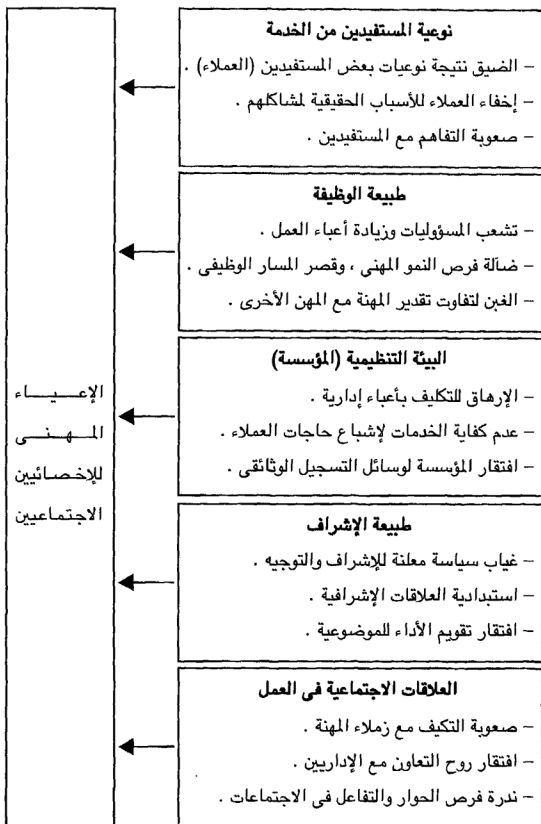 نوعية المستفيدين من الخدمة
– الضيق نتيجة نوعيات بعض المستفيدين (العملاء) .
– إخفاء العملاء للأسباب الحقيقية لمشاكلهم .
– صعوبة التفاهم مع المستفيدين .
طبيعة الوظيفة
– تشعب المسؤوليات وزيادة أعباء العمل .
– ضآلة فرص النمو المهنى ، وقصر المسار الوظيفى .
– الغبن لتفاوت تقدير المهنة مع المهن الأخرى .
البيئة التنظيمية (المؤسسة)
– الإرهاق للتكليف بأعباء إدارية .
– عدم كفاية الخدمات لإشباع حاجات العملاء .
– افتقار المؤسسة لوسائل التسجيل الوثائقى .
طبيعة الإشراف
– غياب سياسة معلنة للإشراف والتوجيه .
– استبدادية العلاقات الإشرافية .
– افتقار تقويم الأداء للموضوعية .
العلاقات الاجتماعية فى العمل
– صعوبة التكيف مع زملاء المهنة .
– افتقار روح التعاون مع الإداريين .
– ندرة فرص الحوار والتفاعل فى الاجتماعات .
الإعـــيـــاء
المـــهـــنـــى
للإخصــائيين
الاجتماعيين